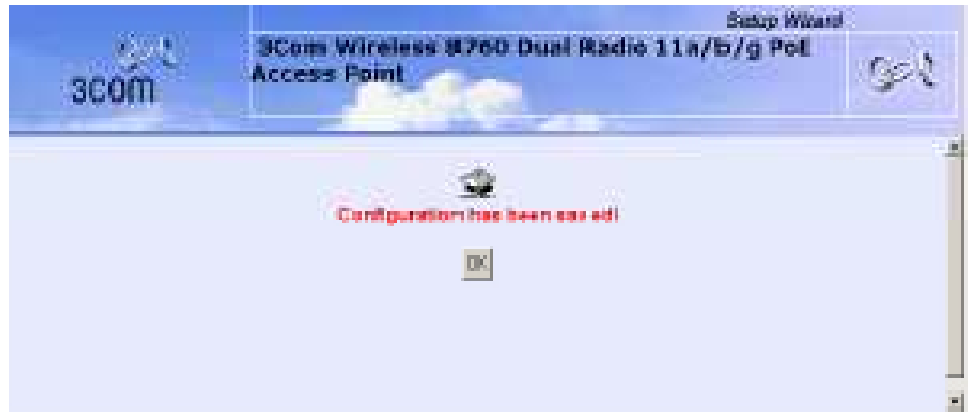 Setup Wizard
3Com Wireless 8760 Dual Radio 11a/b/g PoE
Access Point
3COM
Configuration has been saved!
OK